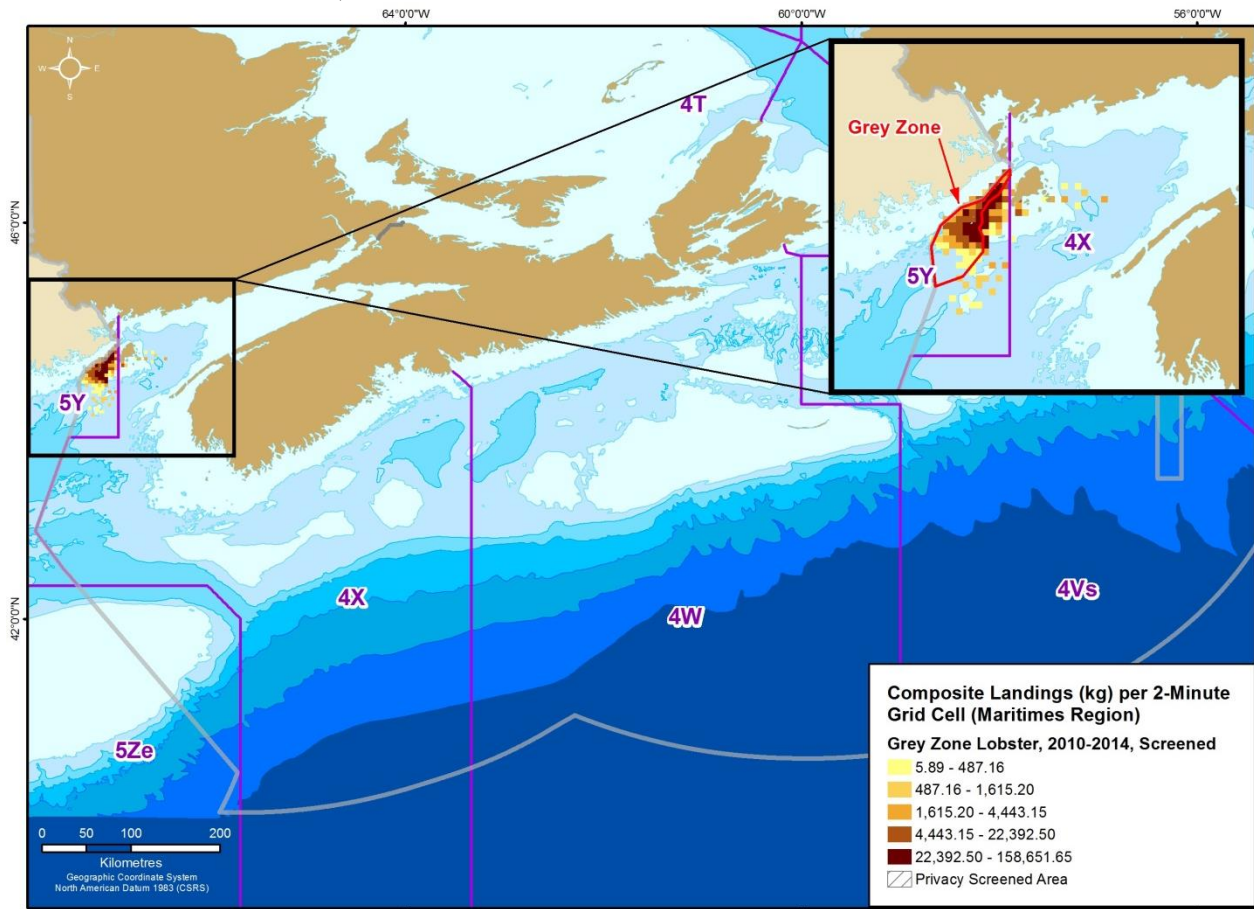 64°0'0"W
60°0'0"W
56°0'0"W
N
W E
S
4T
Grey Zone
4X
5Y
46°0'0"N
5Y
42°0'0"N
4X
4W
4Vs
5Ze
0 50 100 200
Kilometres
Geographic Coordinate System
North American Datum 1983 (CSRS)
Composite Landings (kg) per 2-Minute
Grid Cell (Maritimes Region)
Grey Zone Lobster, 2010-2014, Screened
5.89 - 487.16
487.16 - 1,615.20
1,615.20 - 4,443.15
4,443.15 - 22,392.50
22,392.50 - 158,651.65
Privacy Screened Area